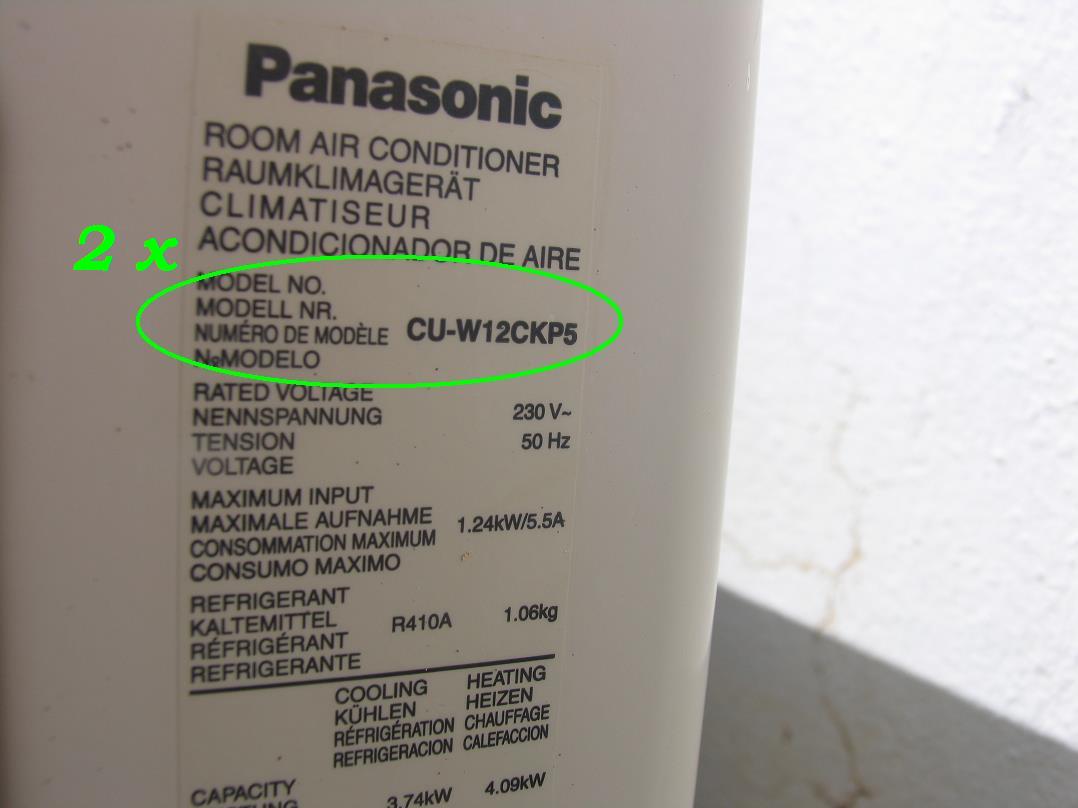 Panasonic
ROOM AIR CONDITIONER
RAUMKLIMAGERÄT
CLIMATISEUR
ACONDICIONADOR DE AIRE
2 x
MODEL NO.
MODELL NR.
NUMÉRO DE MODÈLE CU-W12CKP5
NoMODELO
RATED VOLTAGE
NENNSPANNUNG 230 V~
TENSION 50 Hz
VOLTAGE
MAXIMUM INPUT
MAXIMALE AUFNAHME 1.24kW/5.5A
CONSOMMATION MAXIMUM
CONSUMO MAXIMO
REFRIGERANT
KALTEMITTEL R410A 1.06kg
RÉFRIGÉRANT
REFRIGERANTE
COOLING HEATING
KÜHLEN HEIZEN
RÉFRIGÉRATION CHAUFFAGE
REFRIGERACION CALEFACCION
CAPACITY 3.74kW 4.09kW